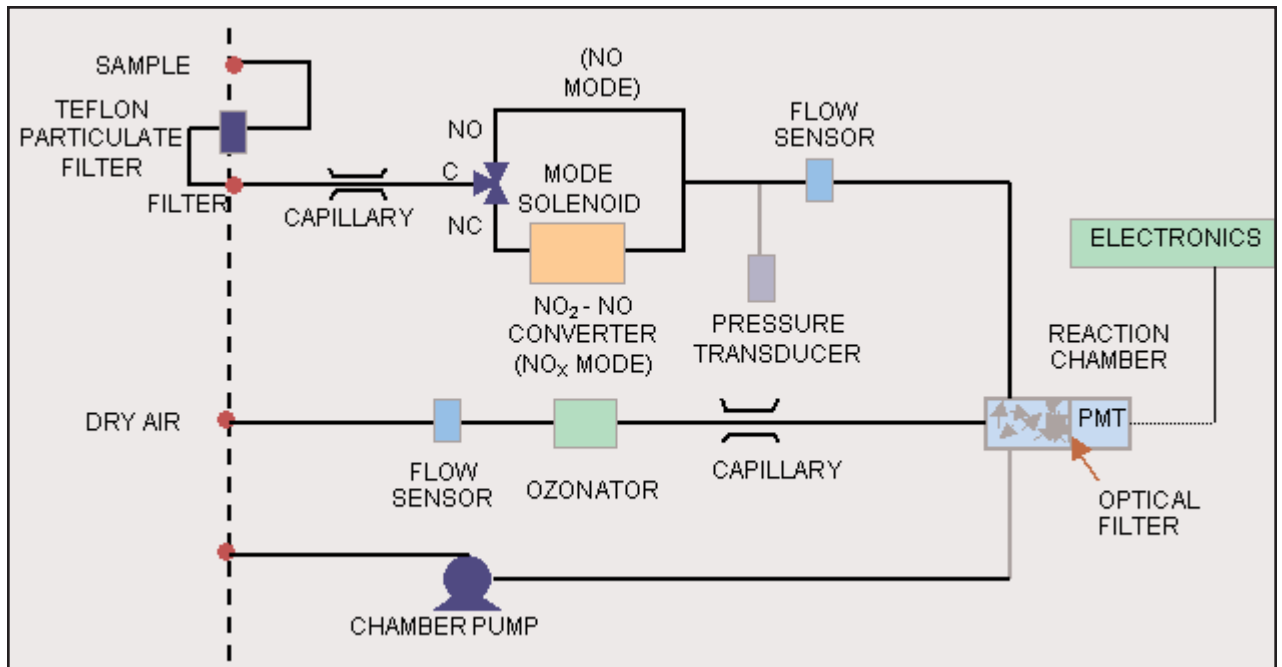 SAMPLE
TEFLON
PARTICULATE
FILTER
FILTER
CAPILLARY
NO
C
NC
(NO
MODE)
MODE
SOLENOID
NO₂ - NO
CONVERTER
(NOX MODE)
FLOW
SENSOR
PRESSURE
TRANSDUCER
ELECTRONICS
REACTION
CHAMBER
PMT
OPTICAL
FILTER
DRY AIR
FLOW
SENSOR
OZONATOR
CAPILLARY
CHAMBER PUMP